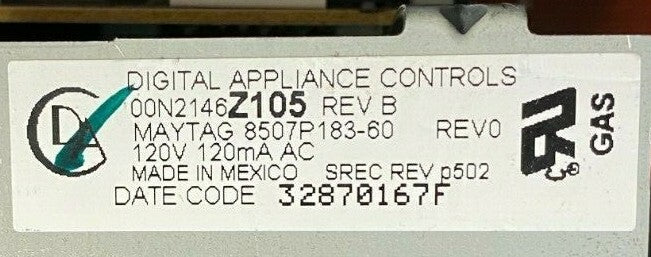 DIGITAL APPLIANCE CONTROLS
00N2146Z105 REV B
MAYTAG 8507P183-60 REV0
120V 120mA AC
MADE IN MEXICO SREC REV p502
DATE CODE 32870167F
GAS